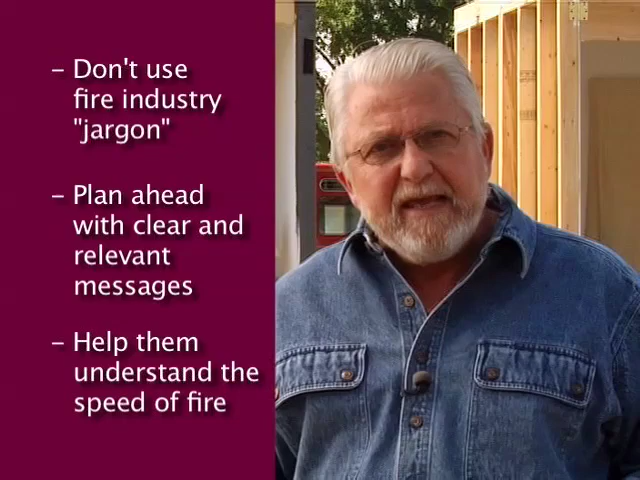 – Don't use
fire industry
"jargon"
– Plan ahead
with clear and
relevant
messages
– Help them
understand the
speed of fire